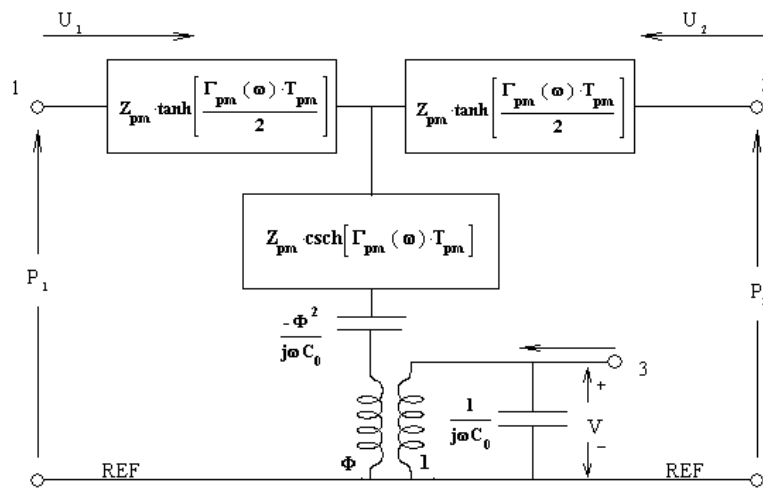 U₁
U₂
1
Z_pm·tanh[Γ_pm(ω)·T_pm / 2]
Z_pm·tanh[Γ_pm(ω)·T_pm / 2]
Z_pm·csch[Γ_pm(ω)·T_pm]
P₁
P
-Φ² / jωC₀
3
1 / jωC₀
+
V
−
Φ
1
REF
REF